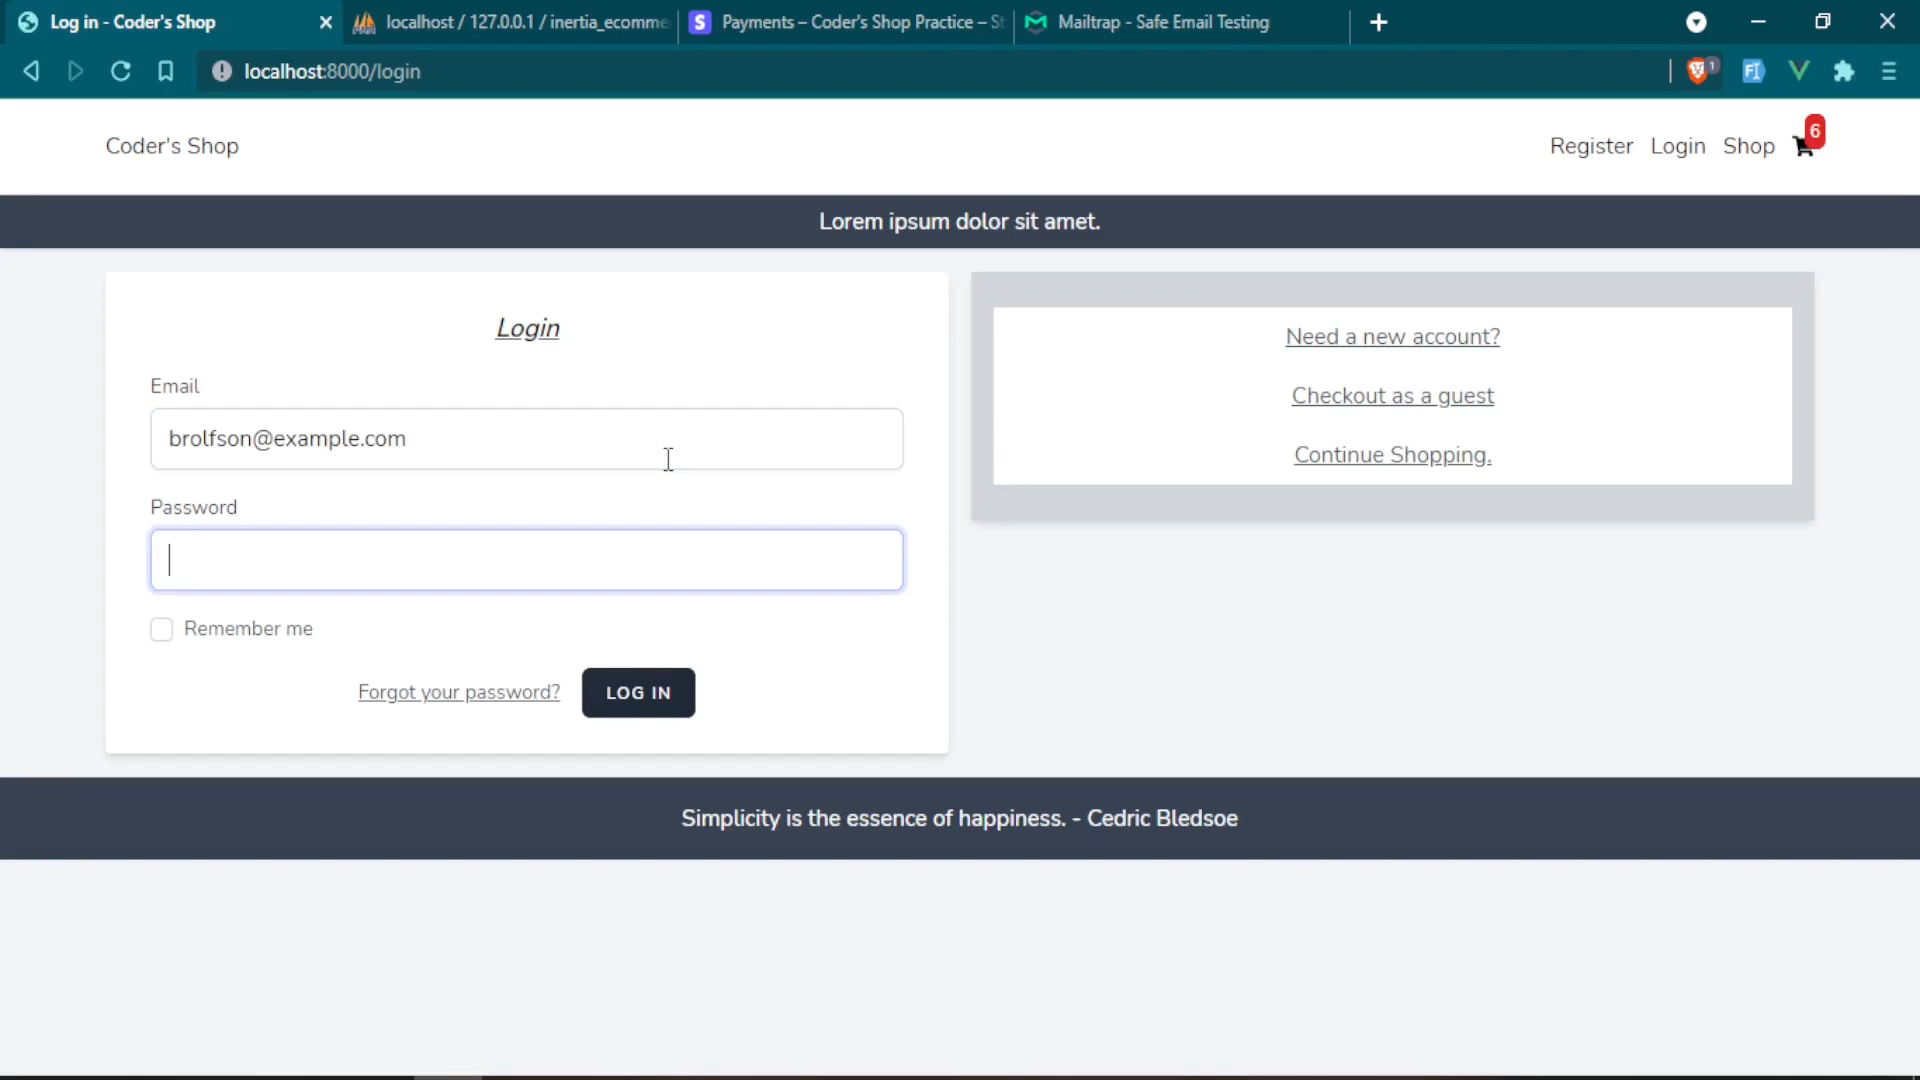 Log in - Coder's Shop
localhost / 127.0.0.1 / inertia_ecomme
Payments – Coder's Shop Practice – St
Mailtrap - Safe Email Testing
localhost:8000/login
1
Coder's Shop
Register Login Shop 6
Lorem ipsum dolor sit amet.
Login
Email
brolfson@example.com
Password
Remember me
Forgot your password? LOG IN
Need a new account?
Checkout as a guest
Continue Shopping.
Simplicity is the essence of happiness. - Cedric Bledsoe